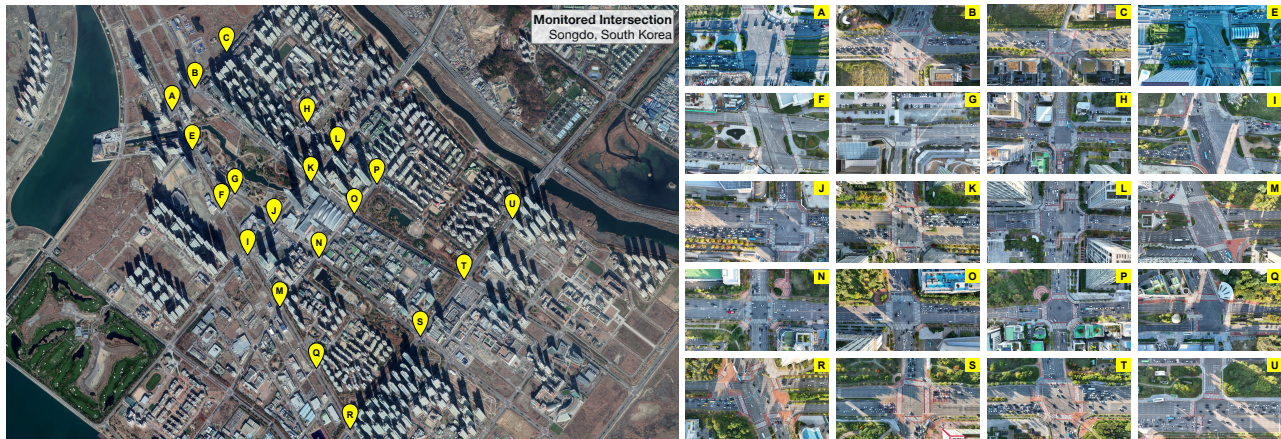 Monitored Intersection
Songdo, South Korea
C
B
A
H
E
L
K
P
G
F
O
U
J
I
N
T
M
S
Q
R
A
B
C
E
F
G
H
I
J
K
L
M
N
O
P
Q
R
S
T
U